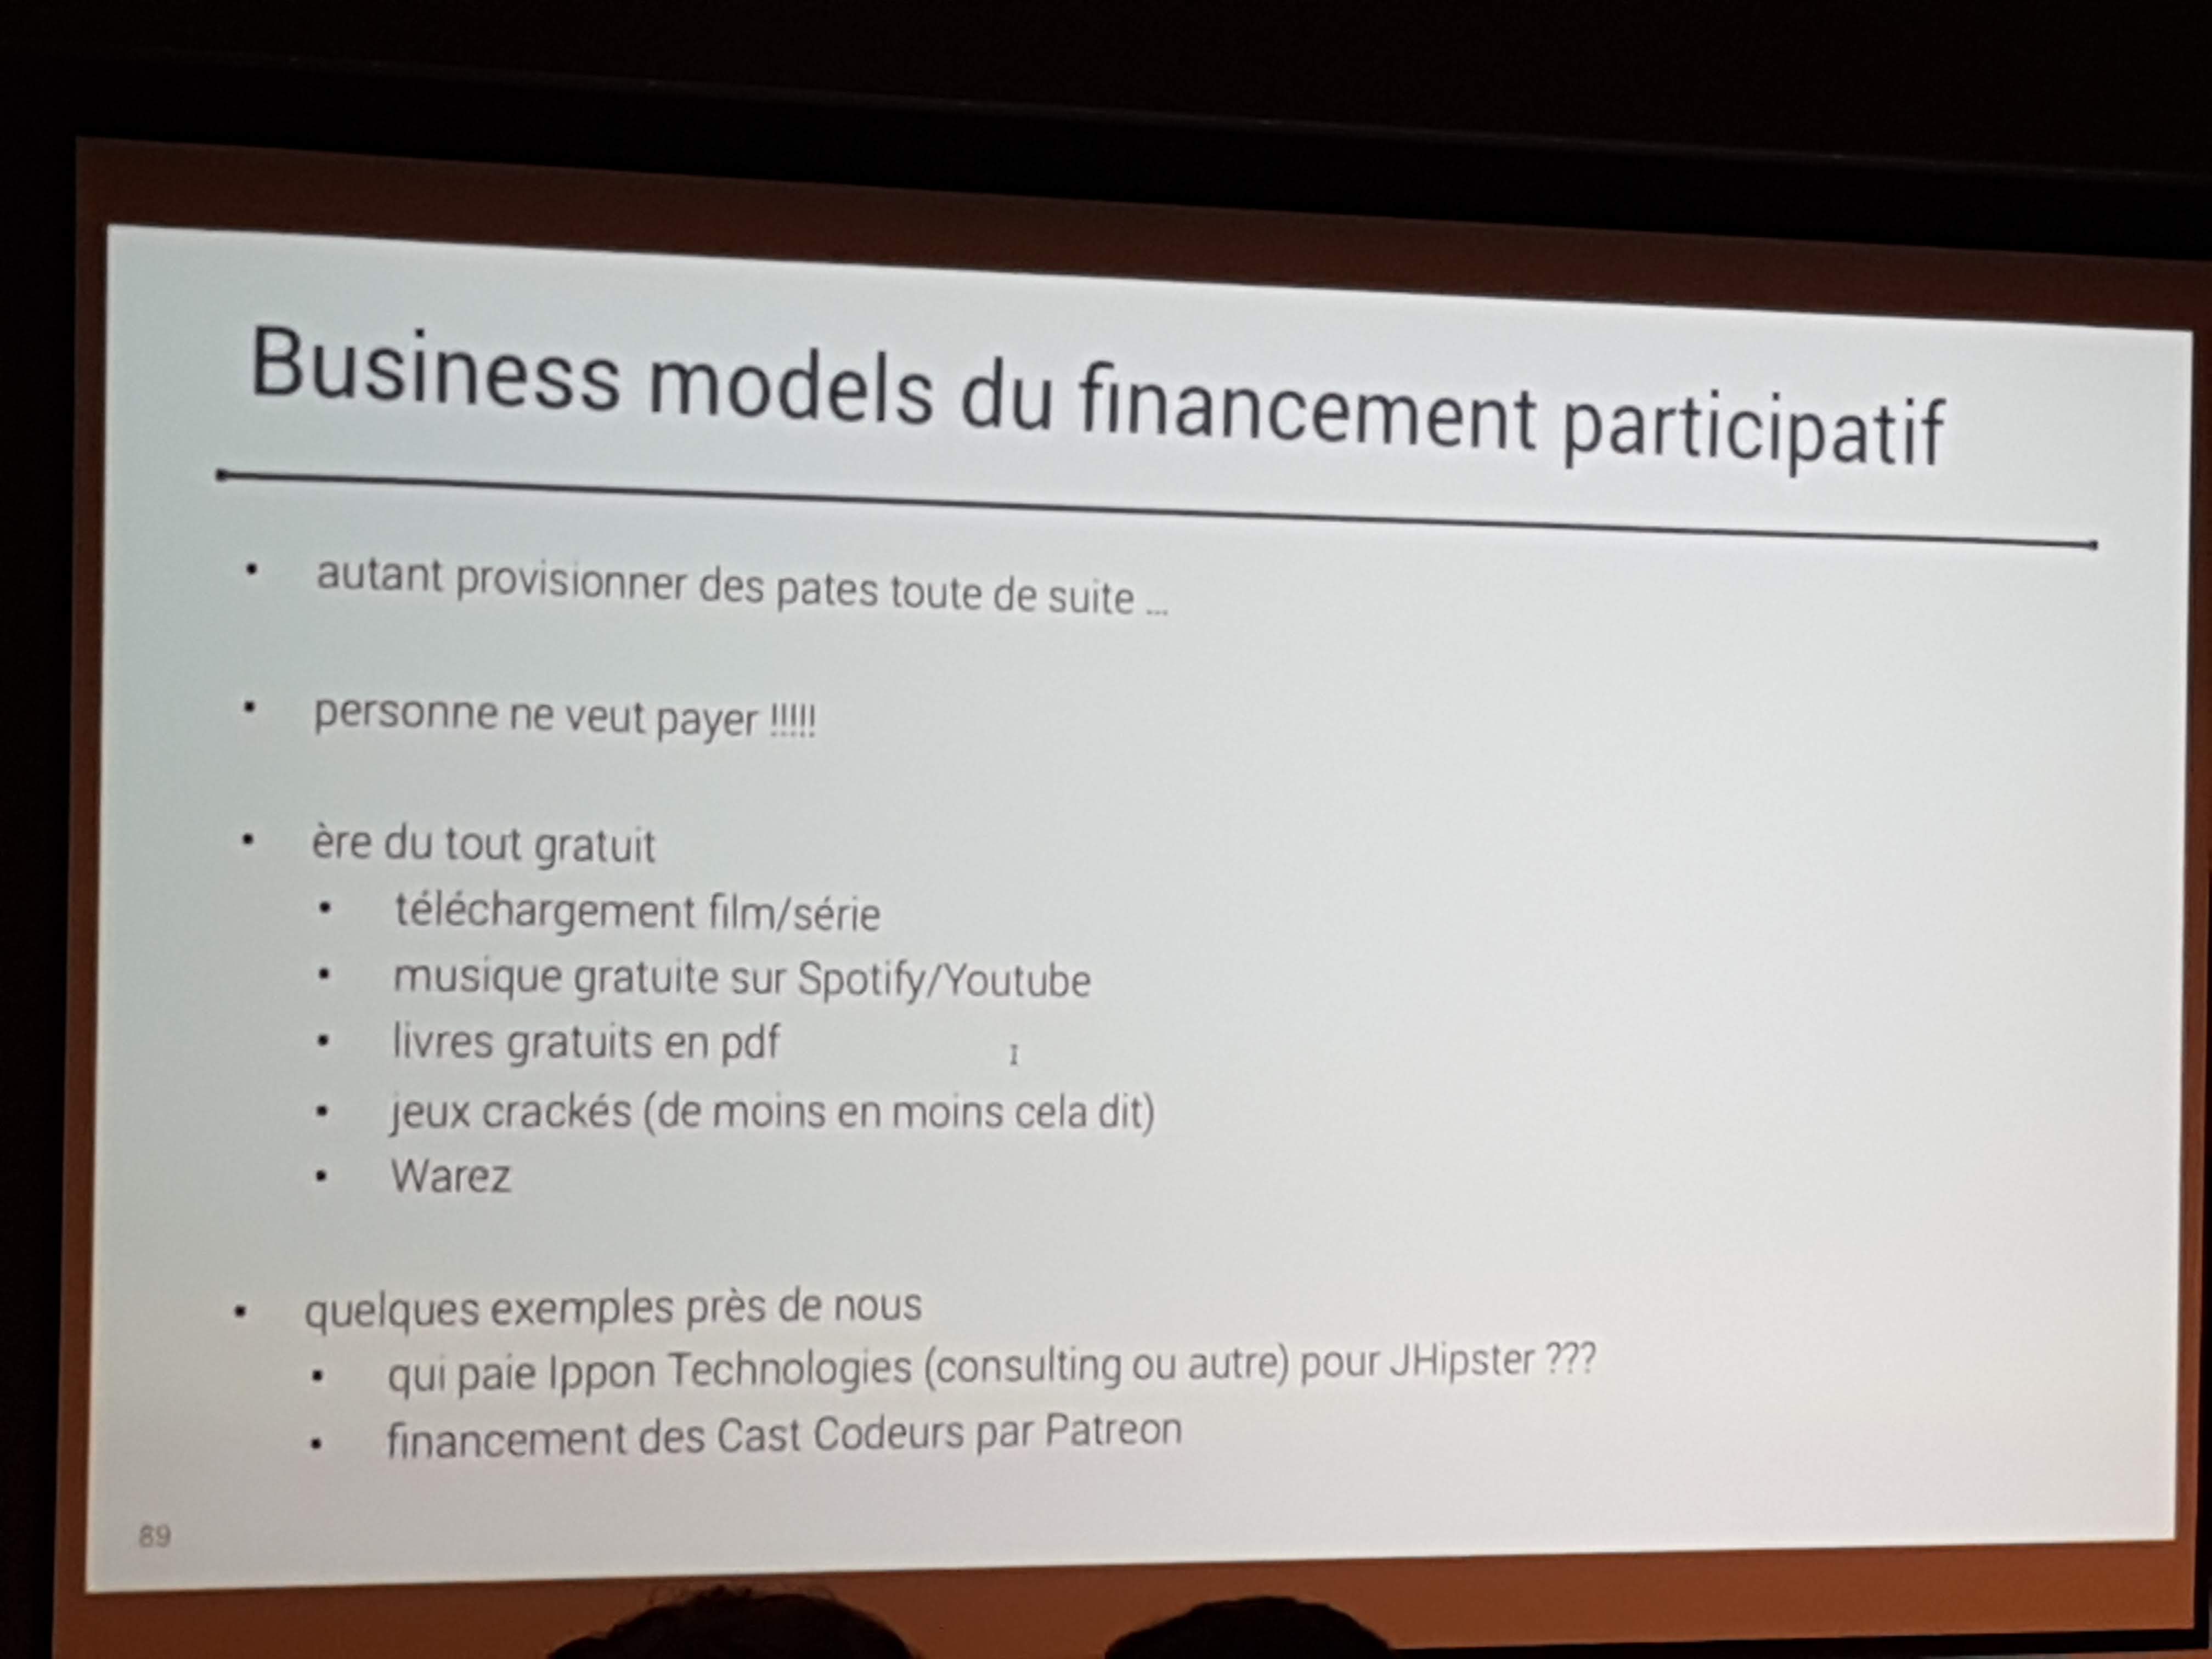 Business models du financement participatif
• autant provisionner des pates toute de suite ...
• personne ne veut payer !!!!!
• ère du tout gratuit
• téléchargement film/série
• musique gratuite sur Spotify/Youtube
• livres gratuits en pdf
• jeux crackés (de moins en moins cela dit)
• Warez
• quelques exemples près de nous
• qui paie Ippon Technologies (consulting ou autre) pour JHipster ???
• financement des Cast Codeurs par Patreon
89